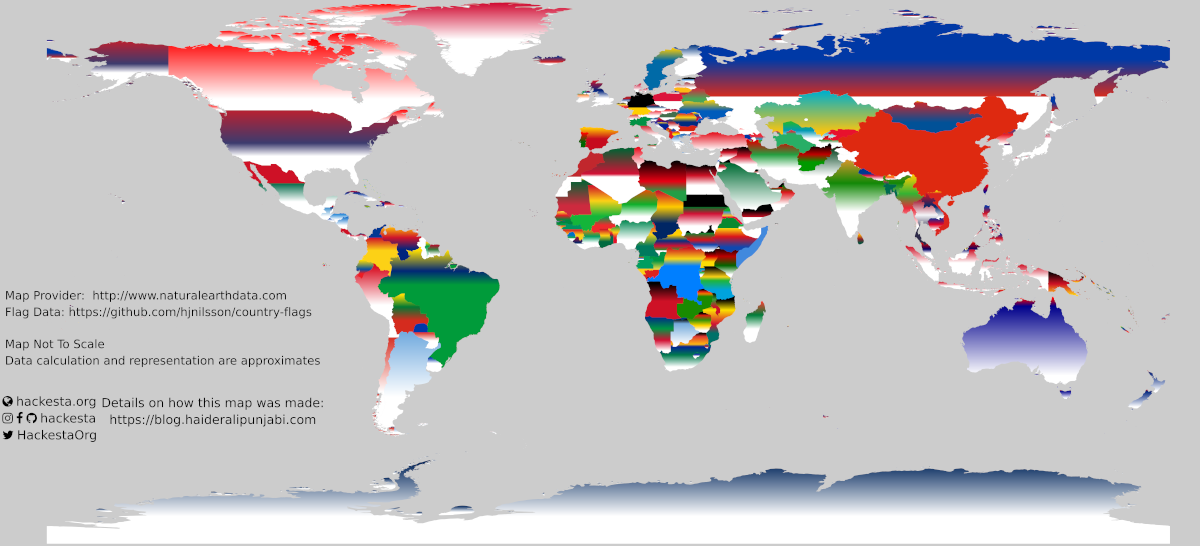 Map Provider:  http://www.naturalearthdata.com
Flag Data: https://github.com/hjnilsson/country-flags
Map Not To Scale
Data calculation and representation are approximates
hackesta.org
hackesta
HackestaOrg
Details on how this map was made:
https://blog.haideralipunjabi.com